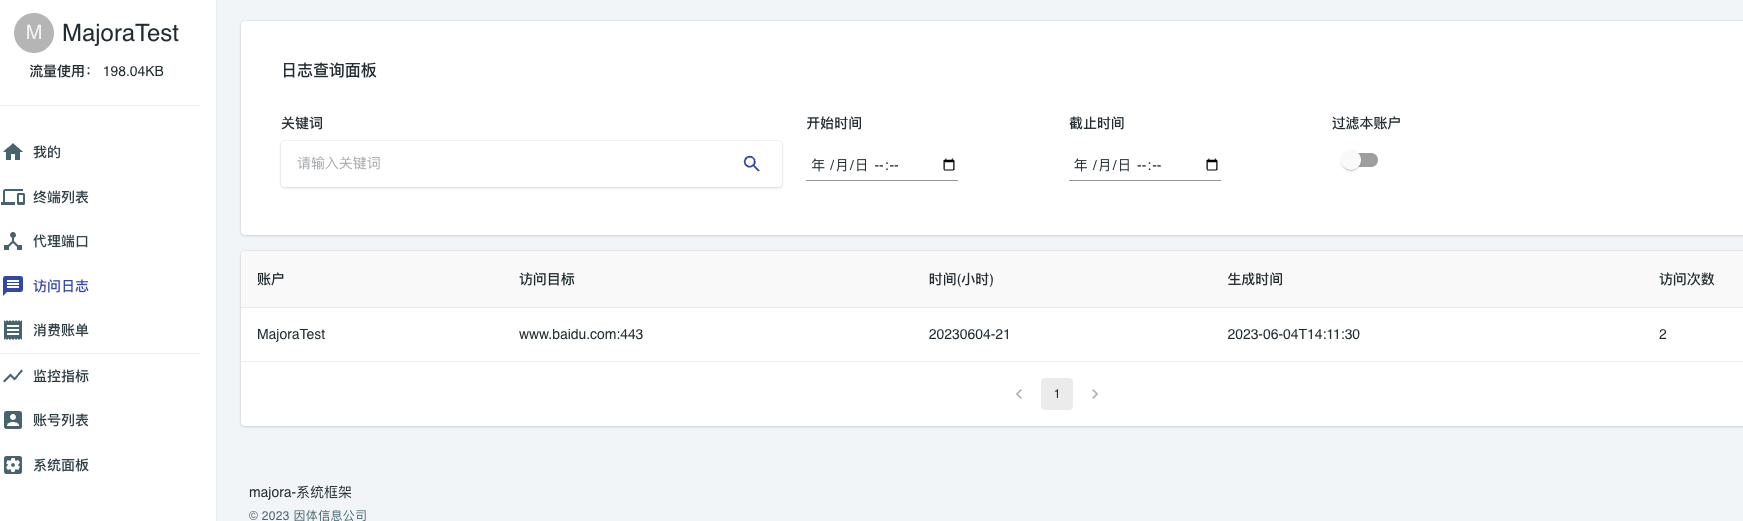 M MajoraTest
流量使用： 198.04KB
我的
终端列表
代理端口
访问日志
消费账单
监控指标
账号列表
系统面板
日志查询面板
关键词 开始时间 截止时间 过滤本账户
请输入关键词 年 /月/日 --:-- 年 /月/日 --:--
账户 访问目标 时间(小时) 生成时间 访问次数
MajoraTest www.baidu.com:443 20230604-21 2023-06-04T14:11:30 2
1
majora-系统框架
© 2023 因体信息公司